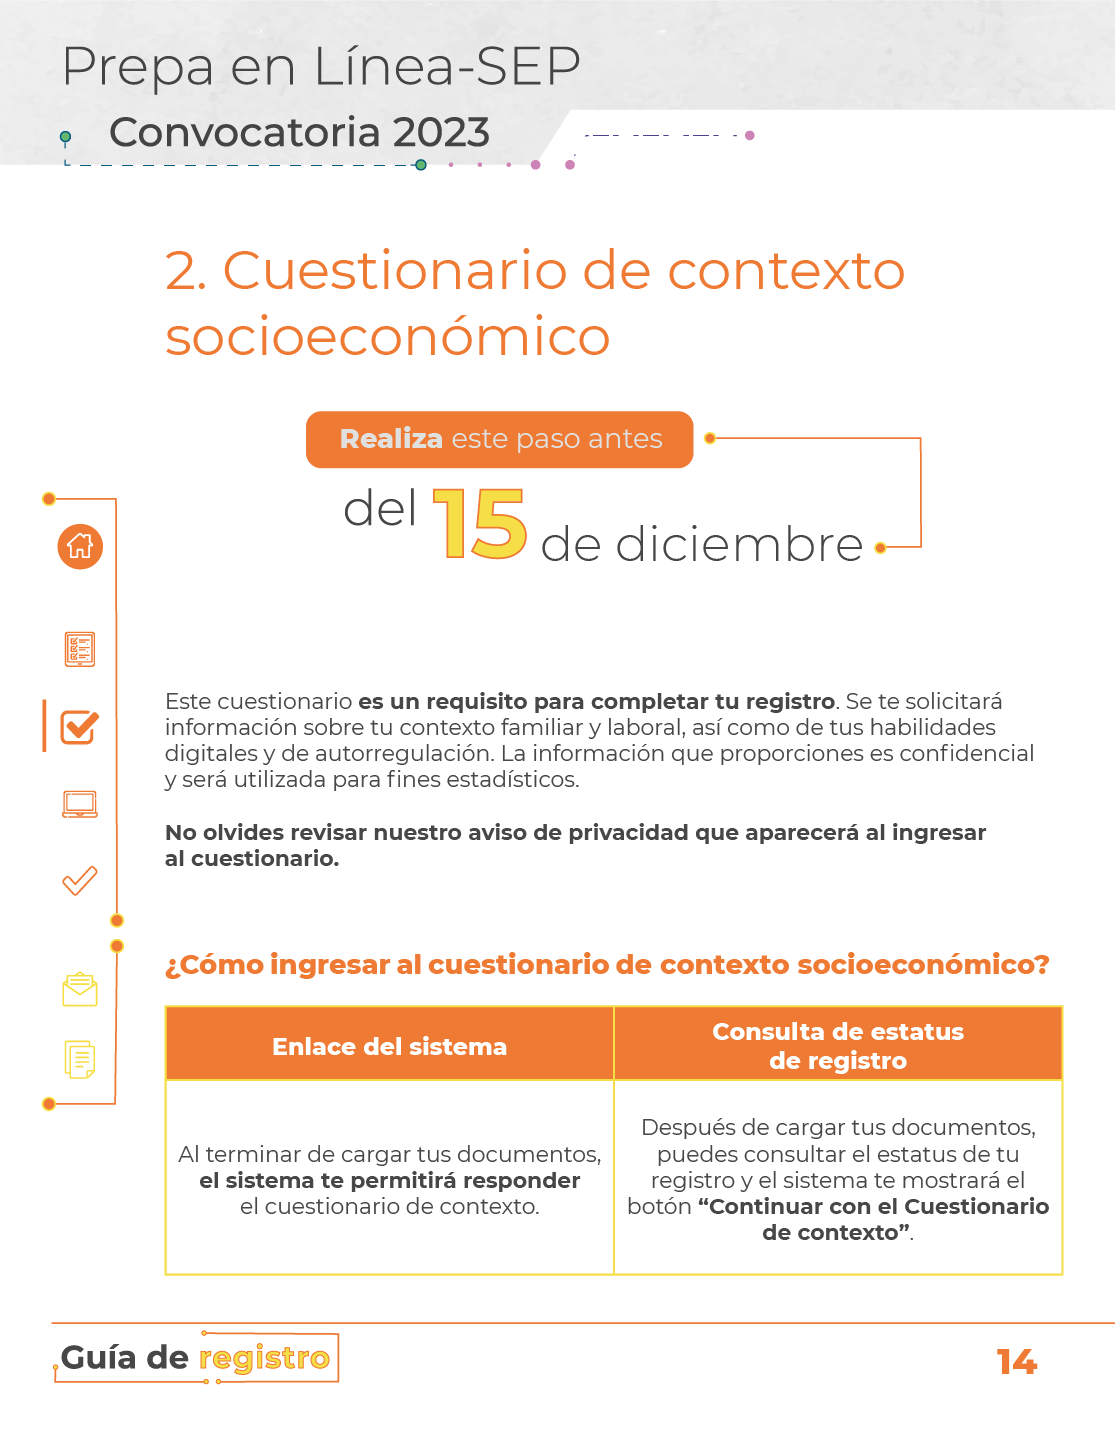 Prepa en Línea-SEP
Convocatoria 2023
2. Cuestionario de contexto
socioeconómico
Realiza este paso antes
del 15 de diciembre
Este cuestionario es un requisito para completar tu registro. Se te solicitará
información sobre tu contexto familiar y laboral, así como de tus habilidades
digitales y de autorregulación. La información que proporciones es confidencial
y será utilizada para fines estadísticos.
No olvides revisar nuestro aviso de privacidad que aparecerá al ingresar
al cuestionario.
¿Cómo ingresar al cuestionario de contexto socioeconómico?
Enlace del sistema
Consulta de estatus
de registro
Al terminar de cargar tus documentos,
el sistema te permitirá responder
el cuestionario de contexto.
Después de cargar tus documentos,
puedes consultar el estatus de tu
registro y el sistema te mostrará el
botón “Continuar con el Cuestionario
de contexto”.
Guía de registro
14